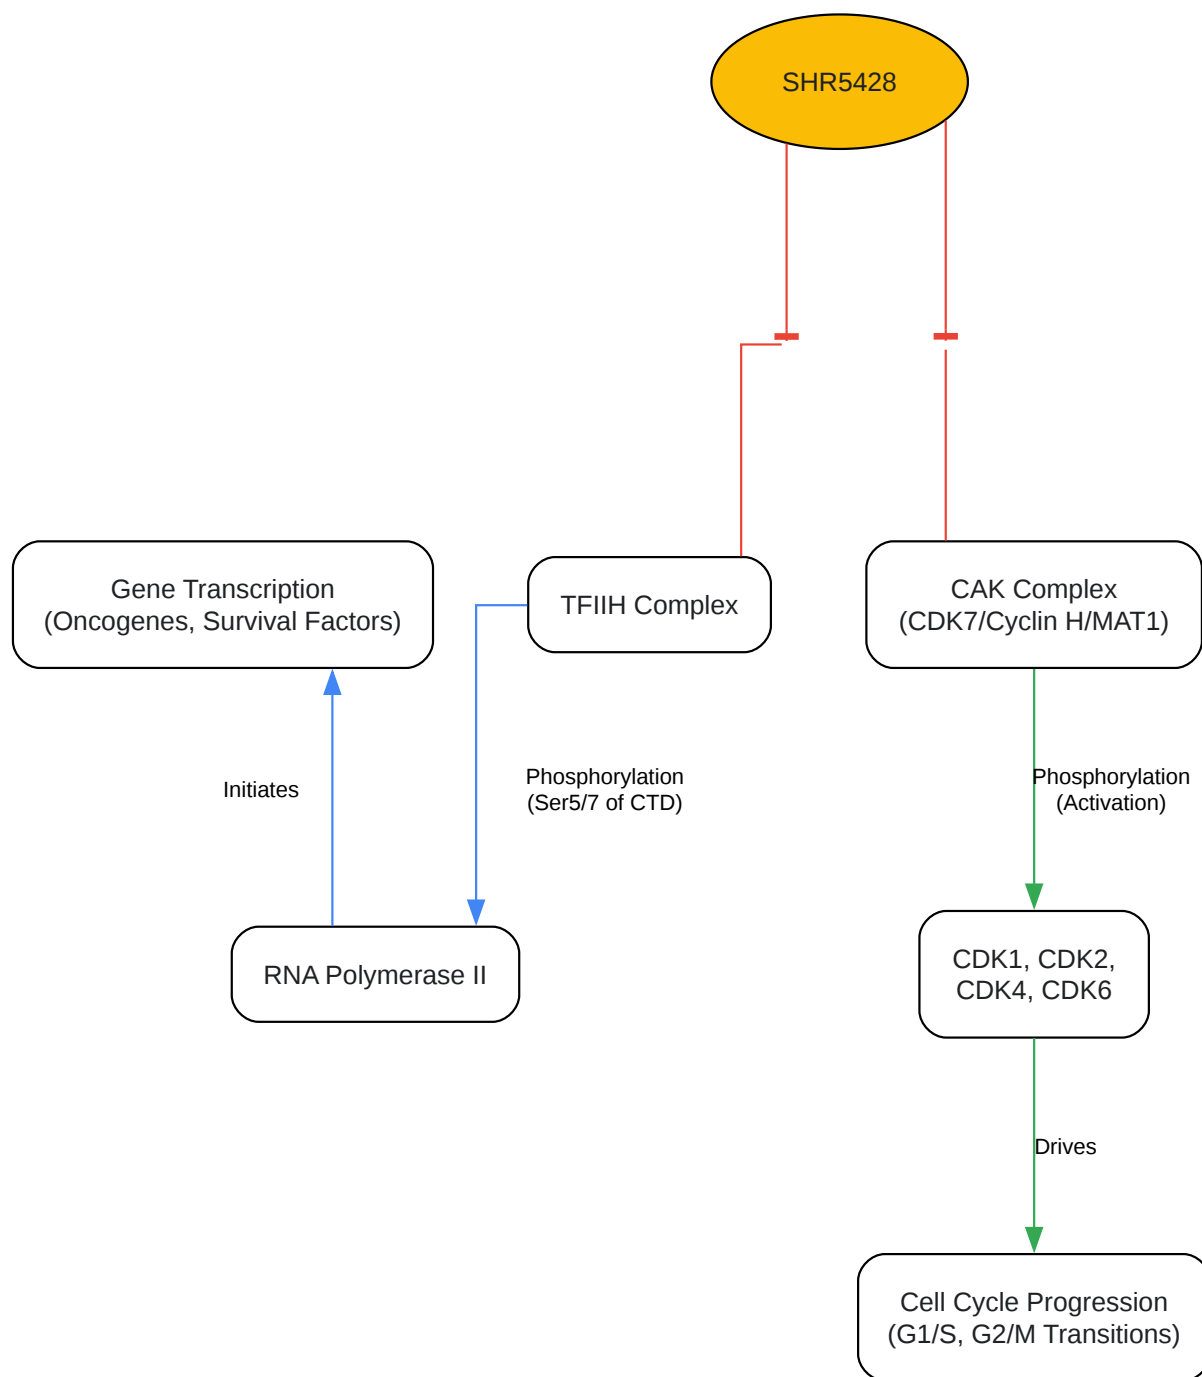 SHR5428
Gene Transcription
(Oncogenes, Survival Factors)
TFIIH Complex
CAK Complex
(CDK7/Cyclin H/MAT1)
Initiates
Phosphorylation
(Ser5/7 of CTD)
Phosphorylation
(Activation)
RNA Polymerase II
CDK1, CDK2,
CDK4, CDK6
Drives
Cell Cycle Progression
(G1/S, G2/M Transitions)